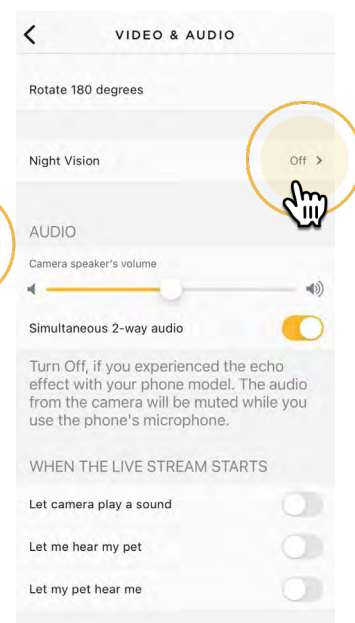 VIDEO & AUDIO
Rotate 180 degrees
Night Vision Off >
AUDIO
Camera speaker's volume
Simultaneous 2-way audio
Turn Off, if you experienced the echo
effect with your phone model. The audio
from the camera will be muted while you
use the phone's microphone.
WHEN THE LIVE STREAM STARTS
Let camera play a sound
Let me hear my pet
Let my pet hear me